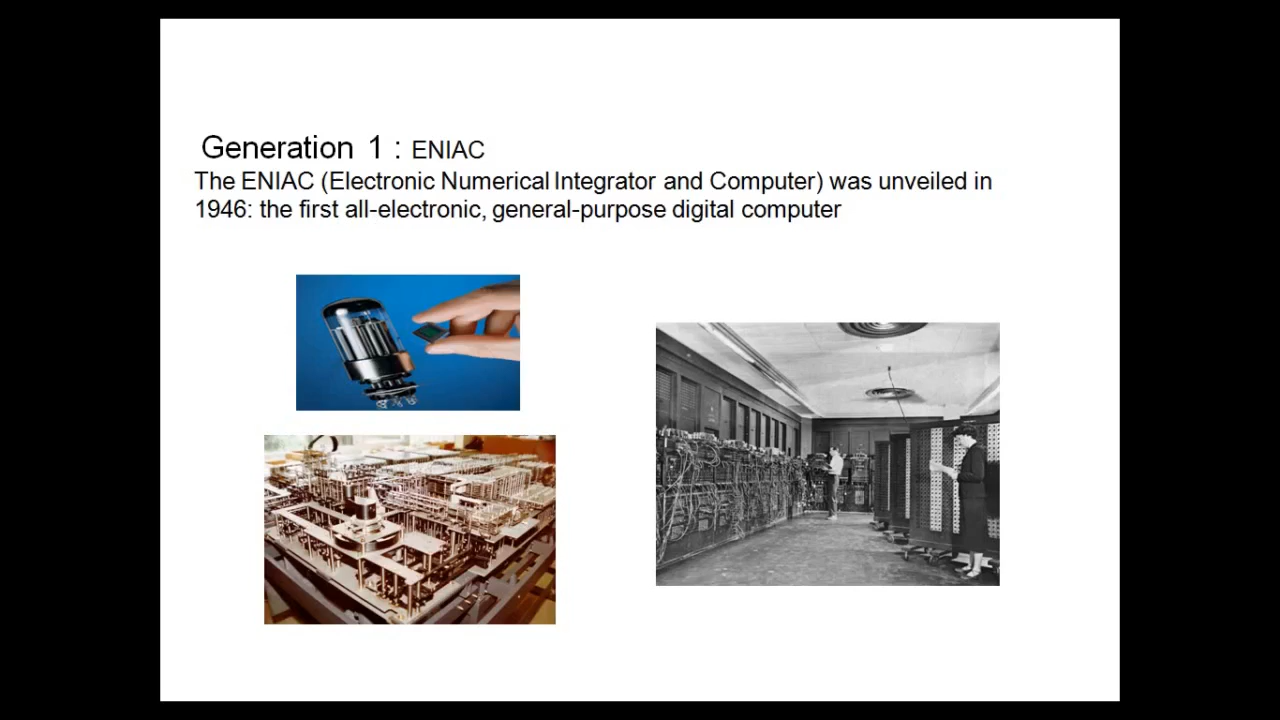 Generation 1 : ENIAC
The ENIAC (Electronic Numerical Integrator and Computer) was unveiled in
1946: the first all-electronic, general-purpose digital computer